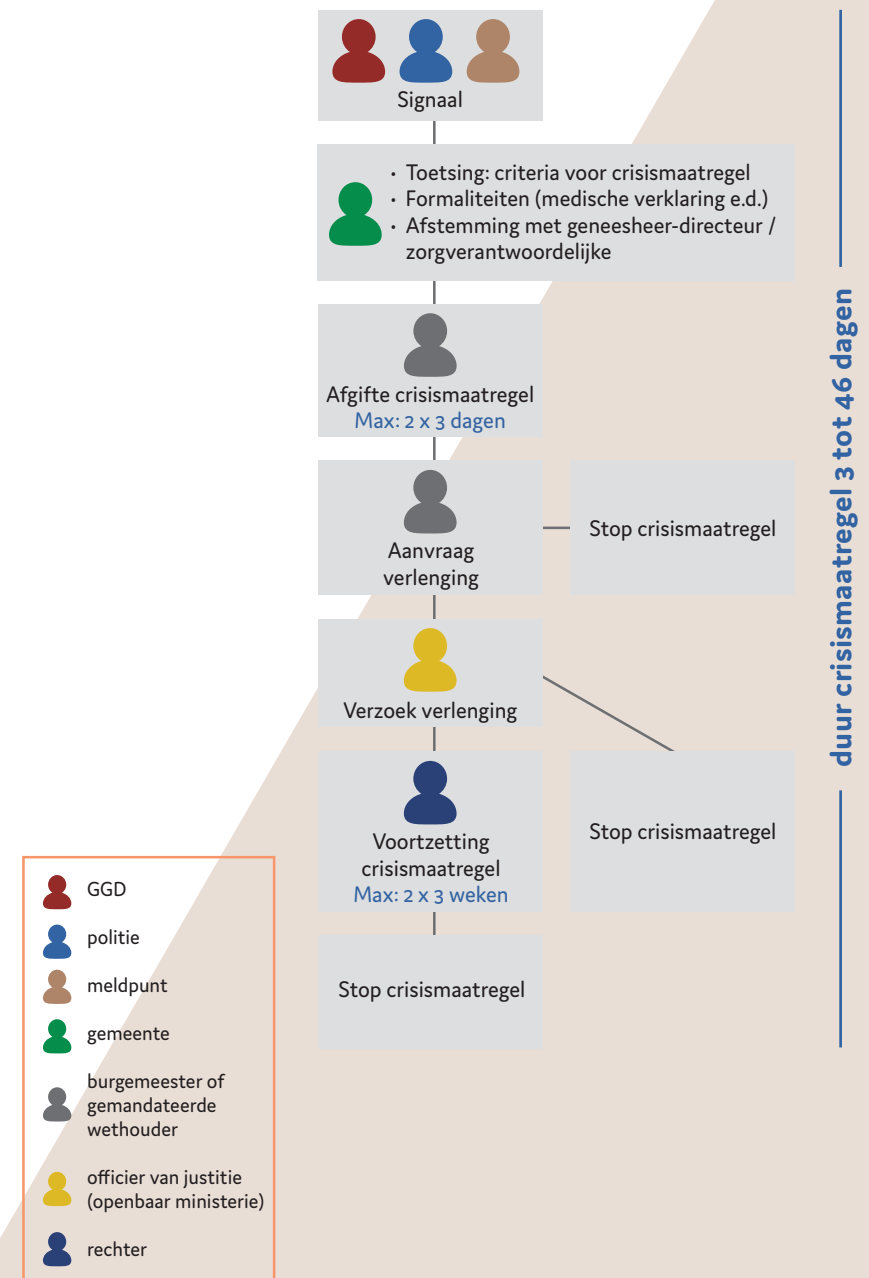 Signaal
• Toetsing: criteria voor crisismaatregel
• Formaliteiten (medische verklaring e.d.)
• Afstemming met geneesheer-directeur /
zorgverantwoordelijke
Afgifte crisismaatregel
Max: 2 x 3 dagen
Aanvraag
verlenging
Stop crisismaatregel
Verzoek verlenging
Voortzetting
crisismaatregel
Max: 2 x 3 weken
Stop crisismaatregel
Stop crisismaatregel
duur crisismaatregel 3 tot 46 dagen
GGD
politie
meldpunt
gemeente
burgemeester of
gemandateerde
wethouder
officier van justitie
(openbaar ministerie)
rechter